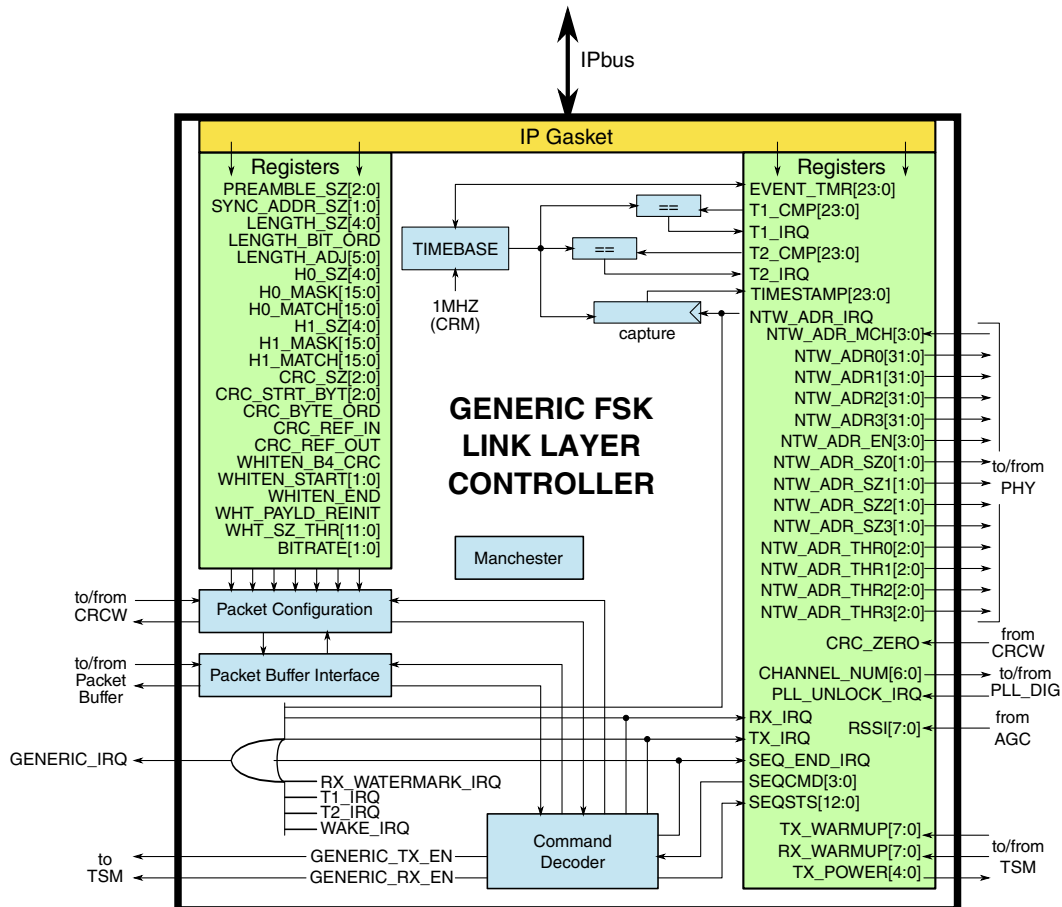 IPbus
IP Gasket
Registers
PREAMBLE_SZ[2:0]
SYNC_ADDR_SZ[1:0]
LENGTH_SZ[4:0]
LENGTH_BIT_ORD
LENGTH_ADJ[5:0]
H0_SZ[4:0]
H0_MASK[15:0]
H0_MATCH[15:0]
H1_SZ[4:0]
H1_MASK[15:0]
H1_MATCH[15:0]
CRC_SZ[2:0]
CRC_STRT_BYT[2:0]
CRC_BYTE_ORD
CRC_REF_IN
CRC_REF_OUT
WHITEN_B4_CRC
WHITEN_START[1:0]
WHITEN_END
WHT_PAYLD_REINIT
WHT_SZ_THR[11:0]
BITRATE[1:0]
TIMEBASE
1MHZ
(CRM)
==
==
capture
GENERIC FSK
LINK LAYER
CONTROLLER
Manchester
Registers
EVENT_TMR[23:0]
T1_CMP[23:0]
T1_IRQ
T2_CMP[23:0]
T2_IRQ
TIMESTAMP[23:0]
NTW_ADR_IRQ
NTW_ADR_MCH[3:0]
NTW_ADR0[31:0]
NTW_ADR1[31:0]
NTW_ADR2[31:0]
NTW_ADR3[31:0]
NTW_ADR_EN[3:0]
NTW_ADR_SZ0[1:0]
NTW_ADR_SZ1[1:0]
NTW_ADR_SZ2[1:0]
NTW_ADR_SZ3[1:0]
NTW_ADR_THR0[2:0]
NTW_ADR_THR1[2:0]
NTW_ADR_THR2[2:0]
NTW_ADR_THR3[2:0]
to/from
PHY
CRC_ZERO
from
CRCW
CHANNEL_NUM[6:0]
PLL_UNLOCK_IRQ
to/from
PLL_DIG
RSSI[7:0]
from
AGC
RX_IRQ
TX_IRQ
SEQ_END_IRQ
SEQCMD[3:0]
SEQSTS[12:0]
TX_WARMUP[7:0]
RX_WARMUP[7:0]
TX_POWER[4:0]
to/from
TSM
to/from
CRCW
Packet Configuration
to/from
Packet
Buffer
Packet Buffer Interface
GENERIC_IRQ
RX_WATERMARK_IRQ
T1_IRQ
T2_IRQ
WAKE_IRQ
Command
Decoder
to
TSM
GENERIC_TX_EN
GENERIC_RX_EN